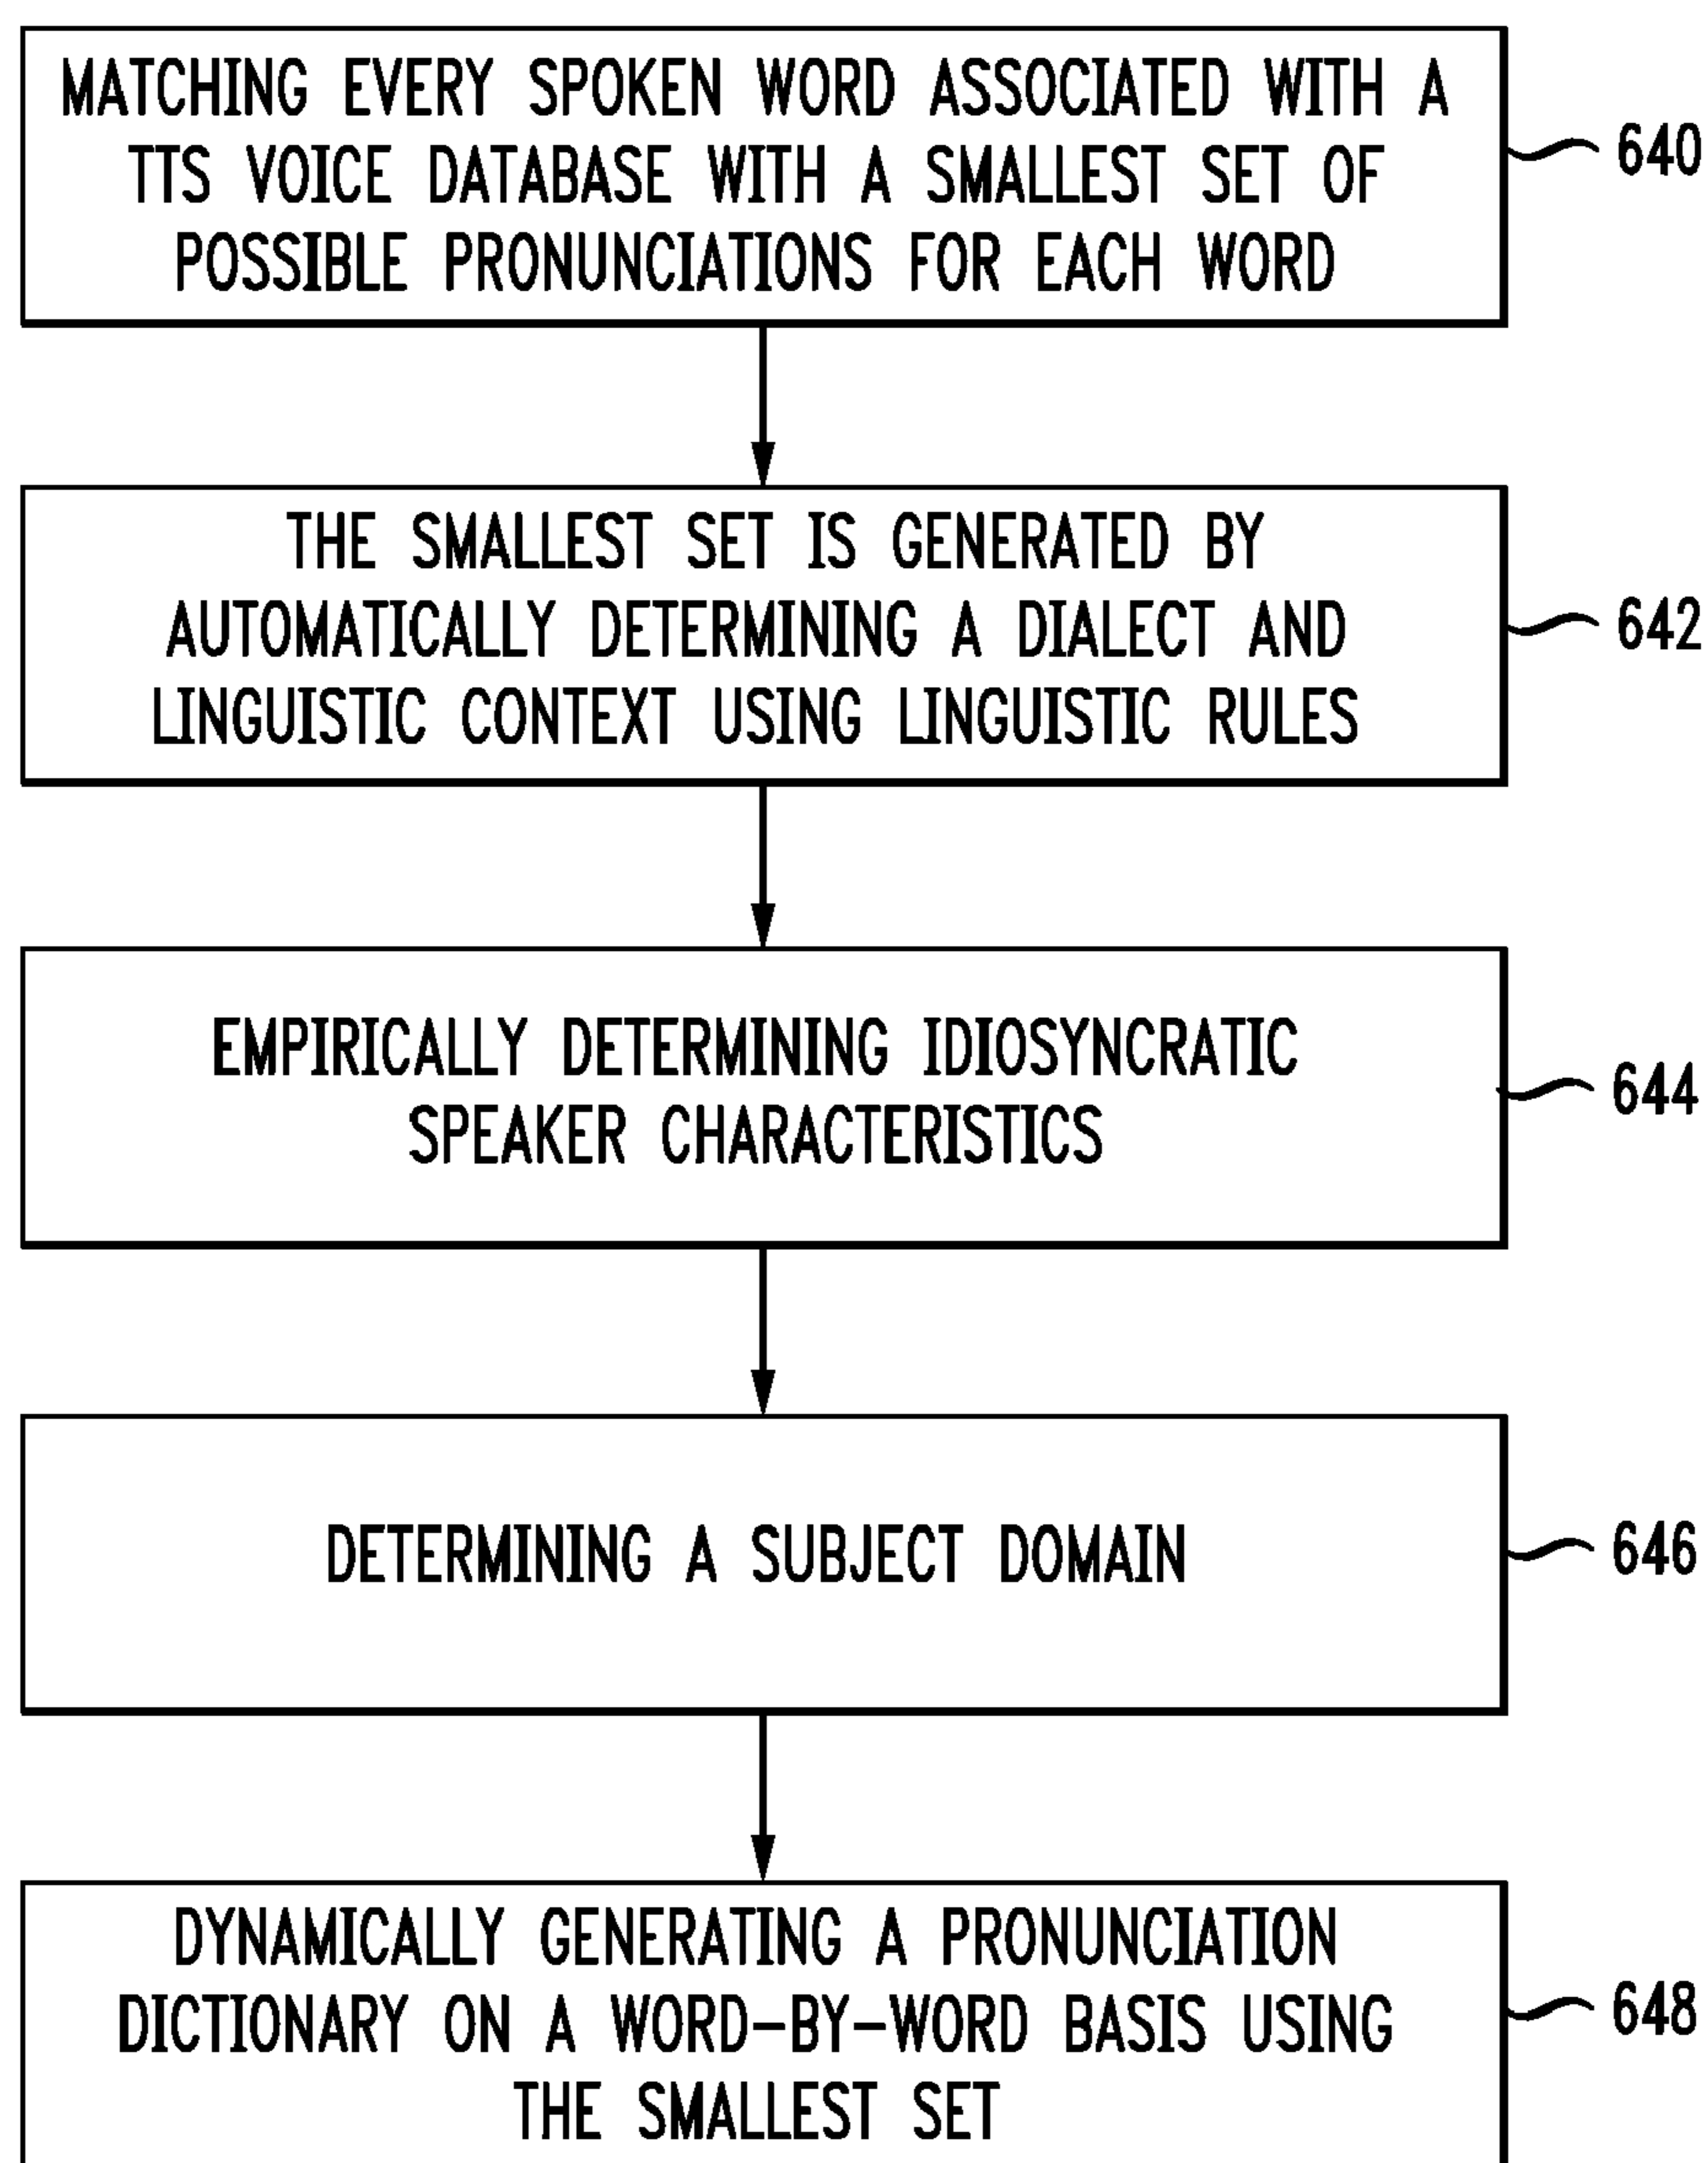 MATCHING EVERY SPOKEN WORD ASSOCIATED WITH A
TTS VOICE DATABASE WITH A SMALLEST SET OF
POSSIBLE PRONUNCIATIONS FOR EACH WORD
640
THE SMALLEST SET IS GENERATED BY
AUTOMATICALLY DETERMINING A DIALECT AND
LINGUISTIC CONTEXT USING LINGUISTIC RULES
642
EMPIRICALLY DETERMINING IDIOSYNCRATIC
SPEAKER CHARACTERISTICS
644
DETERMINING A SUBJECT DOMAIN
646
DYNAMICALLY GENERATING A PRONUNCIATION
DICTIONARY ON A WORD-BY-WORD BASIS USING
THE SMALLEST SET
648